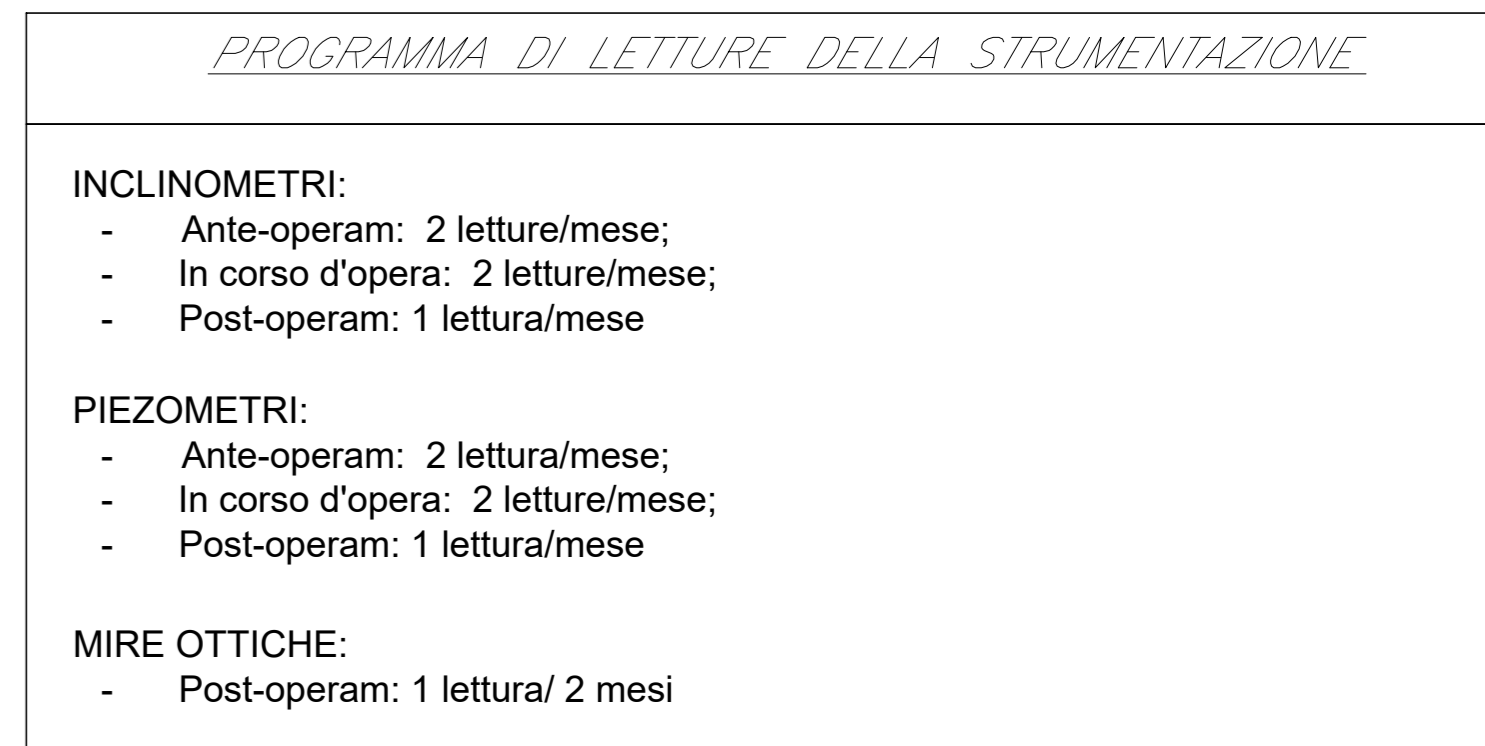 PROGRAMMA DI LETTURE DELLA STRUMENTAZIONE
INCLINOMETRI:
- Ante-operam: 2 letture/mese;
- In corso d'opera: 2 letture/mese;
- Post-operam: 1 lettura/mese
PIEZOMETRI:
- Ante-operam: 2 lettura/mese;
- In corso d'opera: 2 letture/mese;
- Post-operam: 1 lettura/mese
MIRE OTTICHE:
- Post-operam: 1 lettura/ 2 mesi